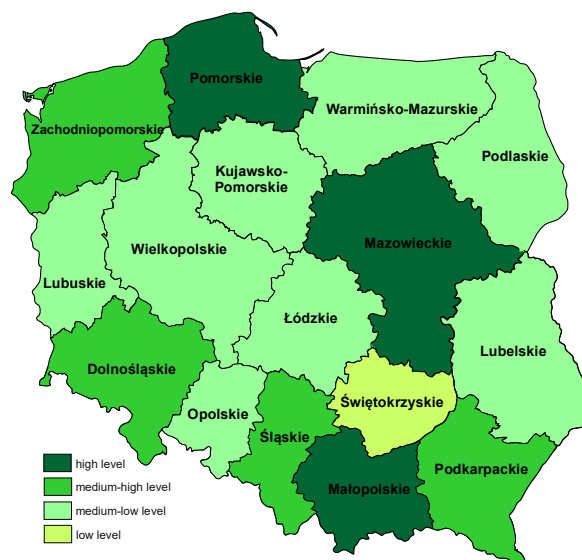 Pomorskie
Warmińsko-Mazurskie
Zachodniopomorskie
Podlaskie
Kujawsko-
Pomorskie
Mazowieckie
Wielkopolskie
Lubuskie
Łódzkie
Lubelskie
Dolnośląskie
Świętokrzyskie
Opolskie
Śląskie
Podkarpackie
Małopolskie
high level
medium-high level
medium-low level
low level